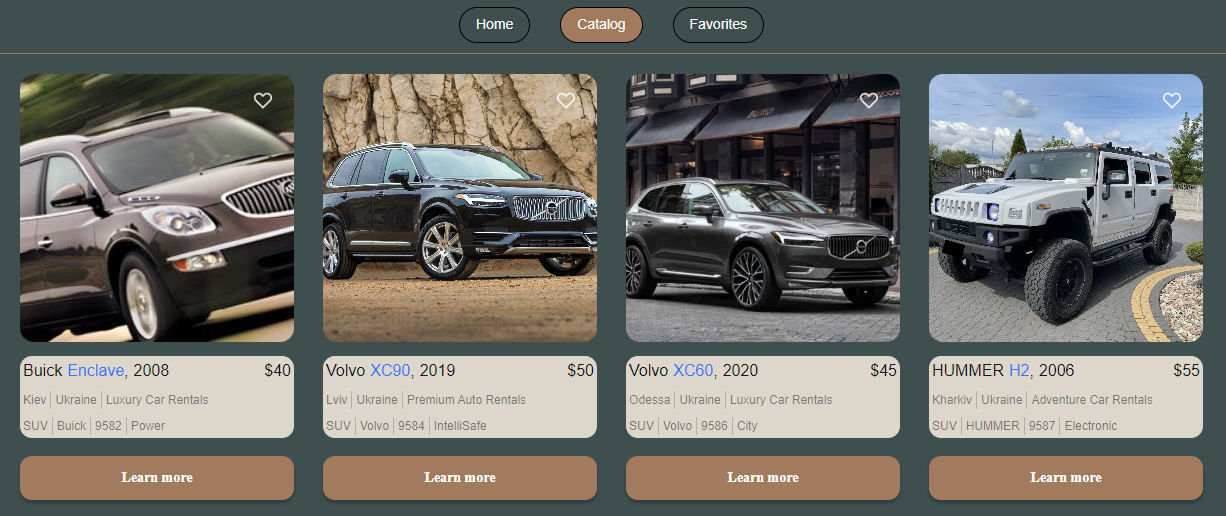 Home Catalog Favorites
Buick Enclave, 2008 $40
Kiev Ukraine Luxury Car Rentals
SUV Buick 9582 Power
Learn more
Volvo XC90, 2019 $50
Lviv Ukraine Premium Auto Rentals
SUV Volvo 9584 IntelliSafe
Learn more
Volvo XC60, 2020 $45
Odessa Ukraine Luxury Car Rentals
SUV Volvo 9586 City
Learn more
HUMMER H2, 2006 $55
Kharkiv Ukraine Adventure Car Rentals
SUV HUMMER 9587 Electronic
Learn more